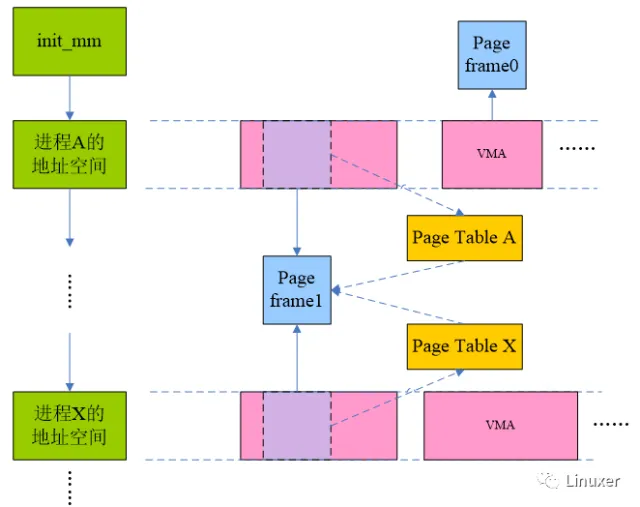 init_mm
Page
frame0
进程A的
地址空间
VMA
……
Page Table A
Page
frame1
Page Table X
进程X的
地址空间
VMA
……
Linuxer